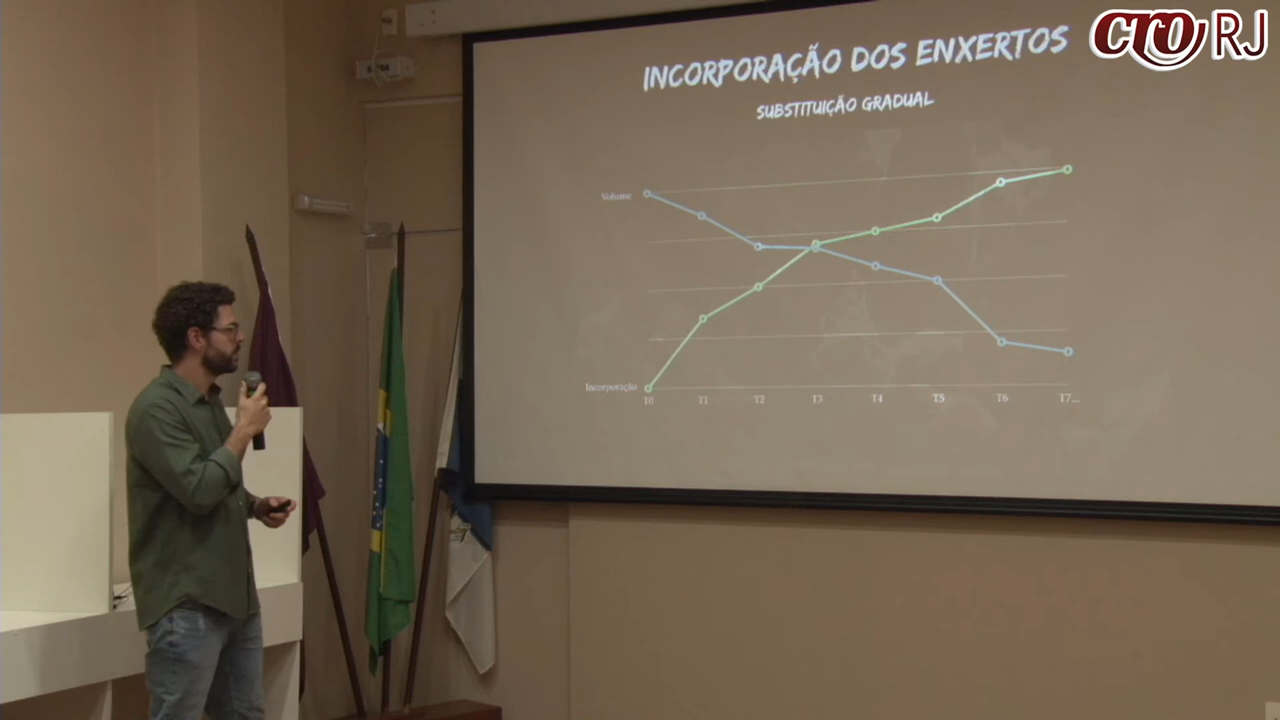 CTO RJ
INCORPORAÇÃO DOS ENXERTOS
SUBSTITUIÇÃO GRADUAL
Volume
Incorporação
T0 T1 T2 T3 T4 T5 T6 T7...